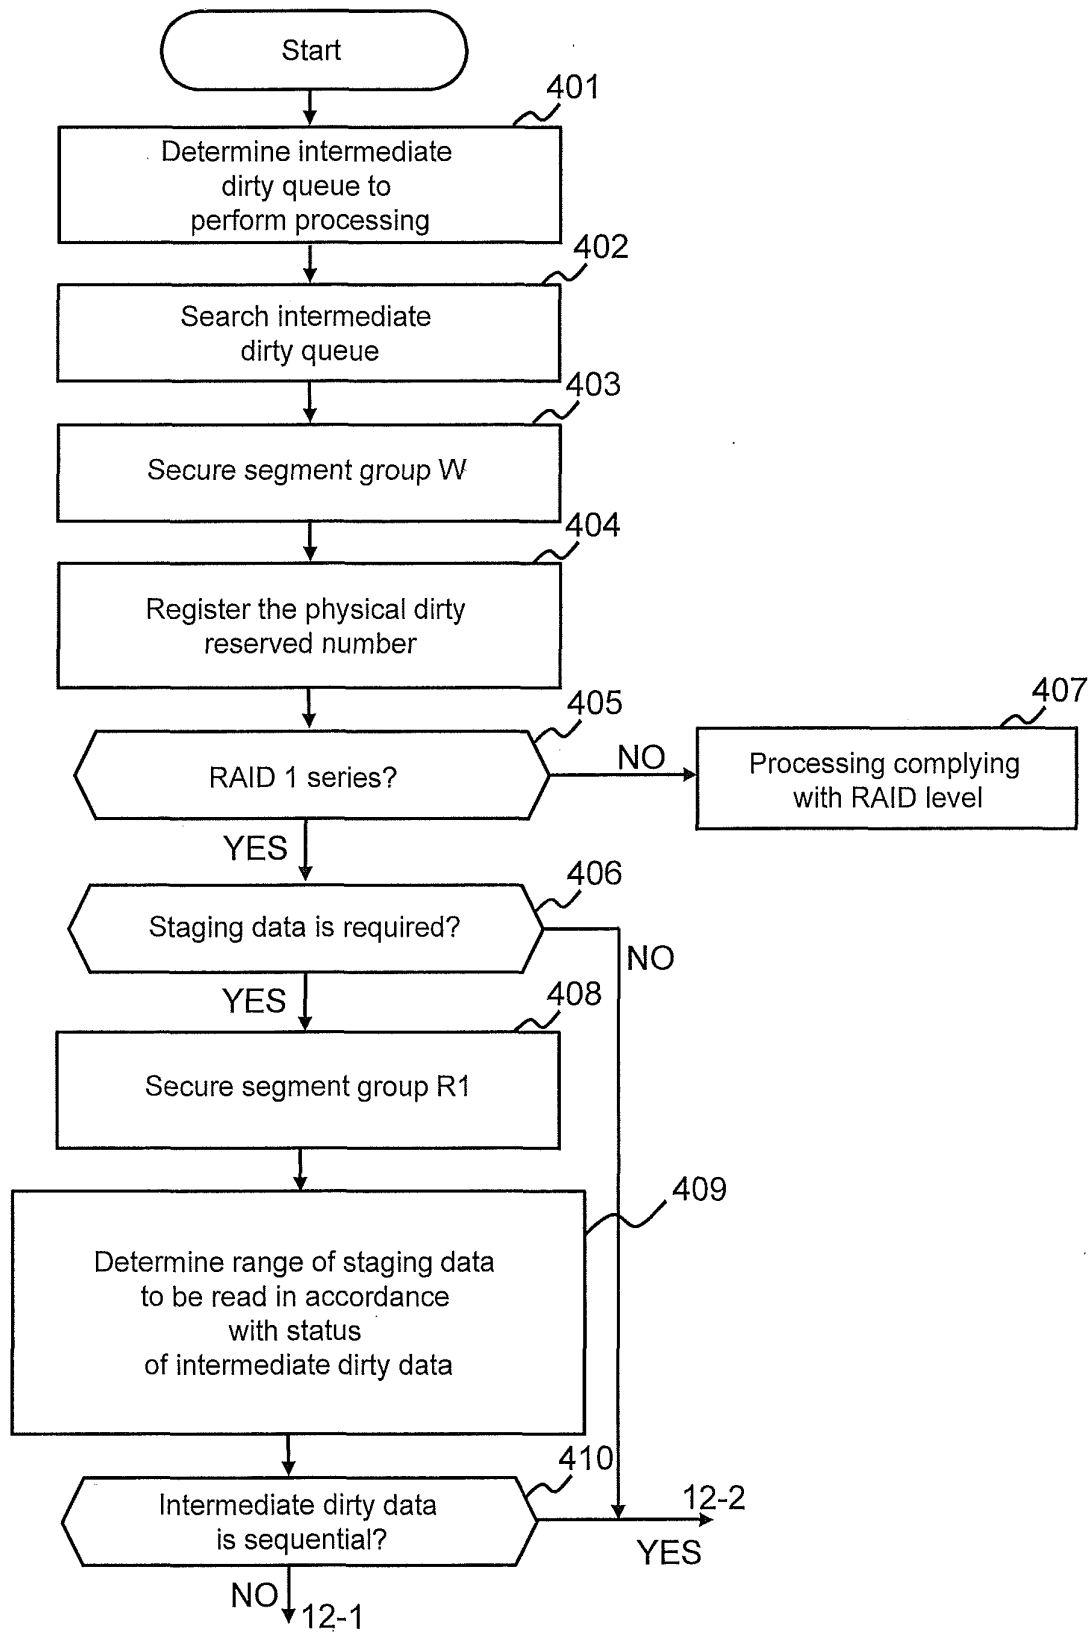 Start
401
Determine intermediate
dirty queue to
perform processing
402
Search intermediate
dirty queue
403
Secure segment group W
404
Register the physical dirty
reserved number
405
RAID 1 series?
NO
407
Processing complying
with RAID level
YES
406
Staging data is required?
NO
YES
408
Secure segment group R1
409
Determine range of staging data
to be read in accordance
with status
of intermediate dirty data
410
Intermediate dirty data
is sequential?
12-2
YES
NO
12-1